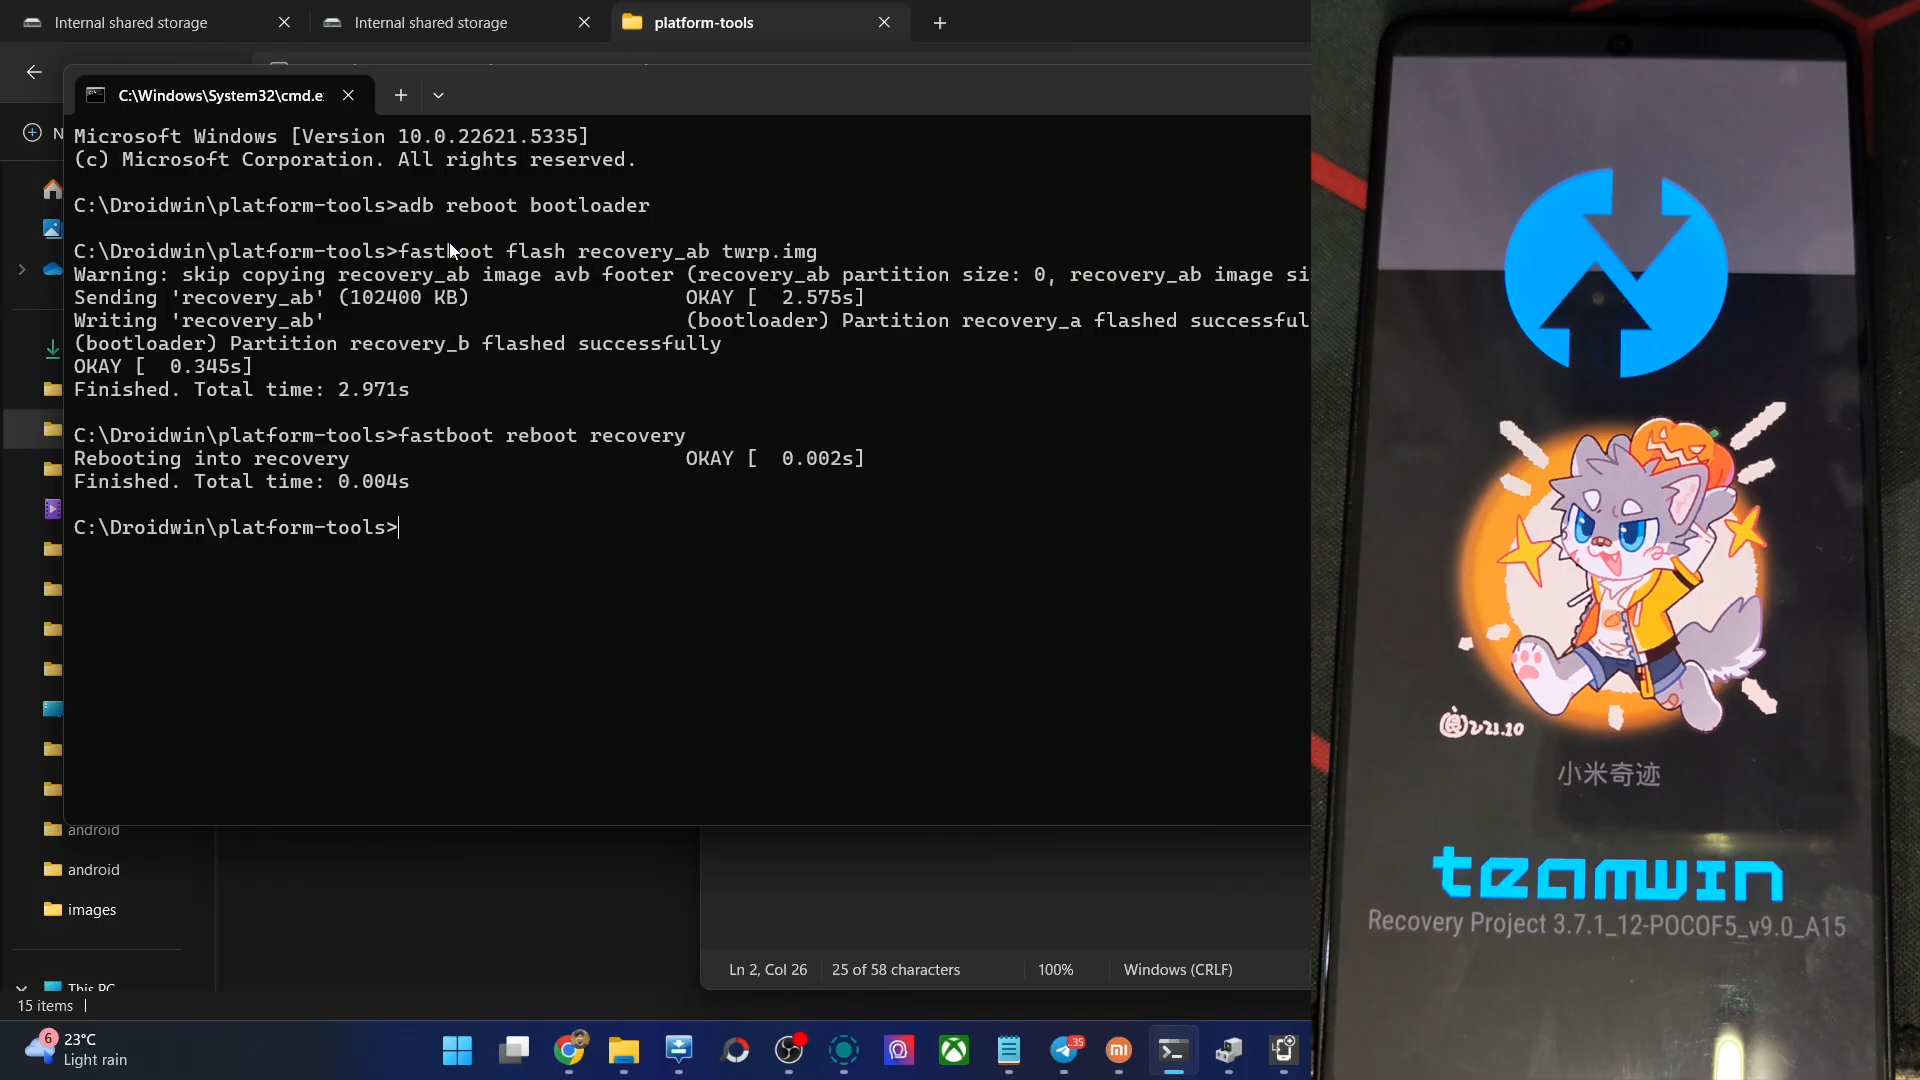 Internal shared storage
Internal shared storage
platform-tools
C:\Windows\System32\cmd.e
N
Microsoft Windows [Version 10.0.22621.5335]
(c) Microsoft Corporation. All rights reserved.
C:\Droidwin\platform-tools>adb reboot bootloader
C:\Droidwin\platform-tools>fastboot flash recovery_ab twrp.img
Warning: skip copying recovery_ab image avb footer (recovery_ab partition size: 0, recovery_ab image si
Sending 'recovery_ab' (102400 KB) OKAY [ 2.575s]
Writing 'recovery_ab' (bootloader) Partition recovery_a flashed successful
(bootloader) Partition recovery_b flashed successfully
OKAY [ 0.345s]
Finished. Total time: 2.971s
C:\Droidwin\platform-tools>fastboot reboot recovery
Rebooting into recovery OKAY [ 0.002s]
Finished. Total time: 0.004s
C:\Droidwin\platform-tools>
android
android
images
This PC
15 items
Ln 2, Col 26
25 of 58 characters
100%
Windows (CRLF)
6
23°C
Light rain
35
mi
2023.10
小米奇迹
teamwin
Recovery Project 3.7.1_12-POCOF5_v9.0_A15